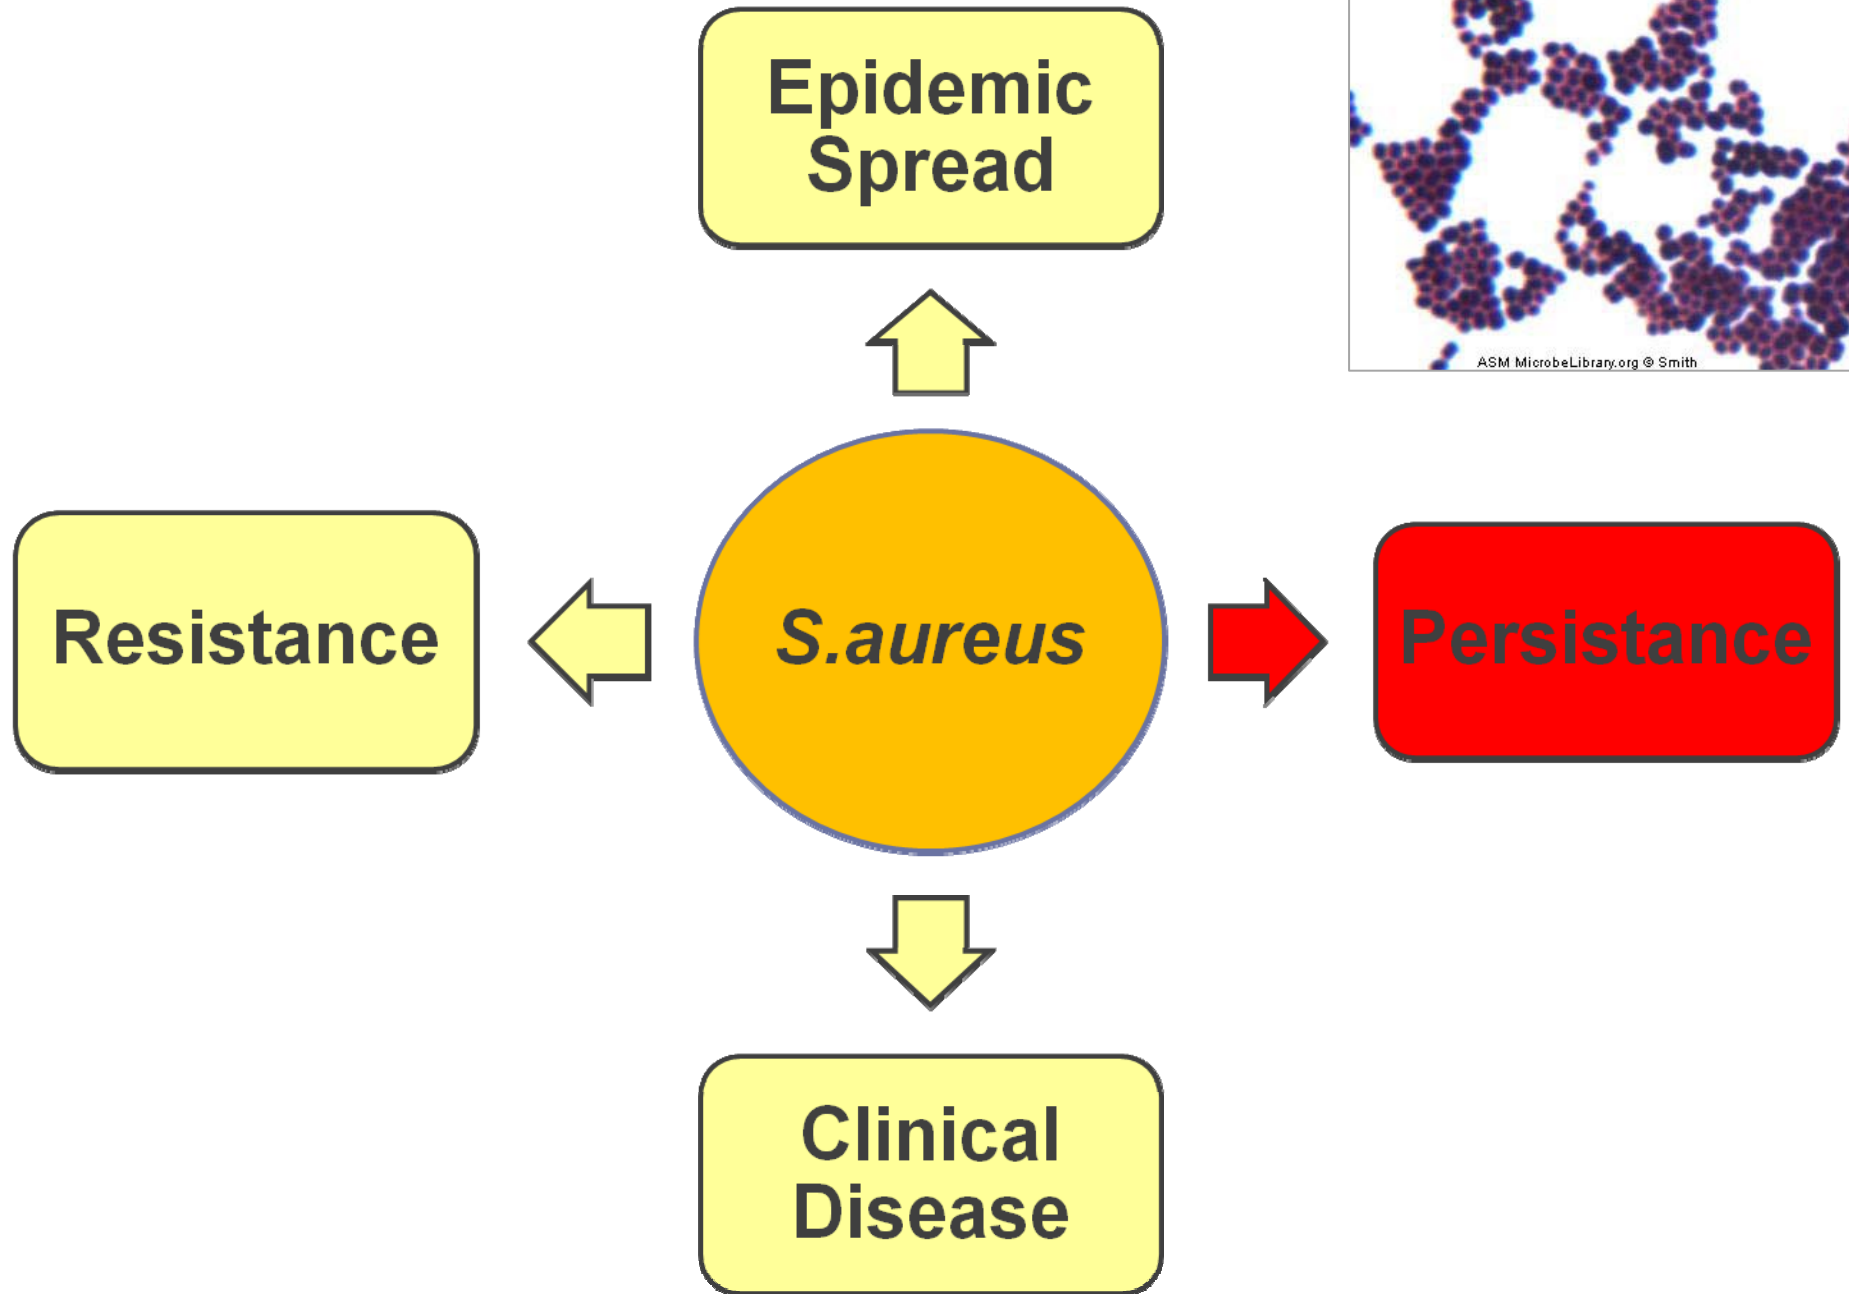 Epidemic
Spread
ASM MicrobeLibrary.org © Smith
Resistance
S.aureus
Persistance
Clinical
Disease